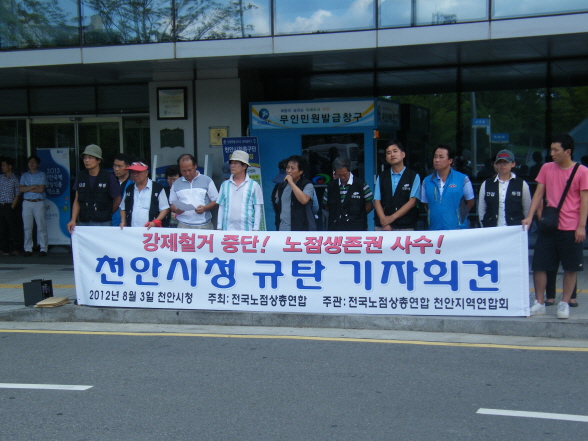 무인민원발급창구
강제철거 중단! 노점생존권 사수!
천안시청 규탄 기자회견
2012년 8월 3일 천안시청 주최: 전국노점상총연합 주관: 전국노점상총연합 천안지역연합회